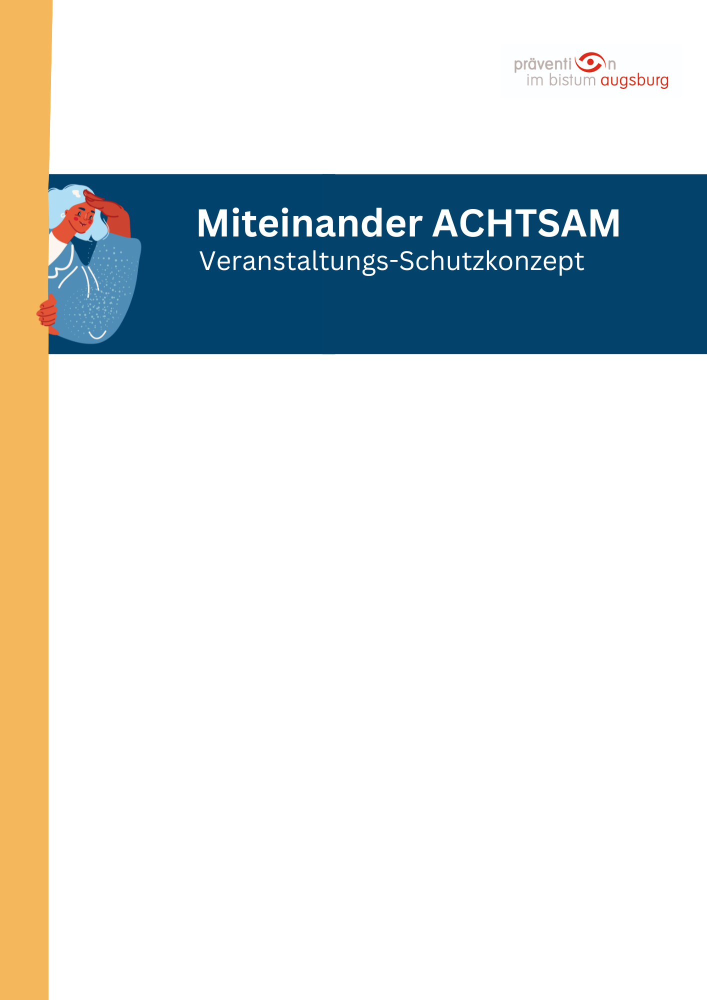 präventi n
im bistum augsburg
Miteinander ACHTSAM
Veranstaltungs-Schutzkonzept